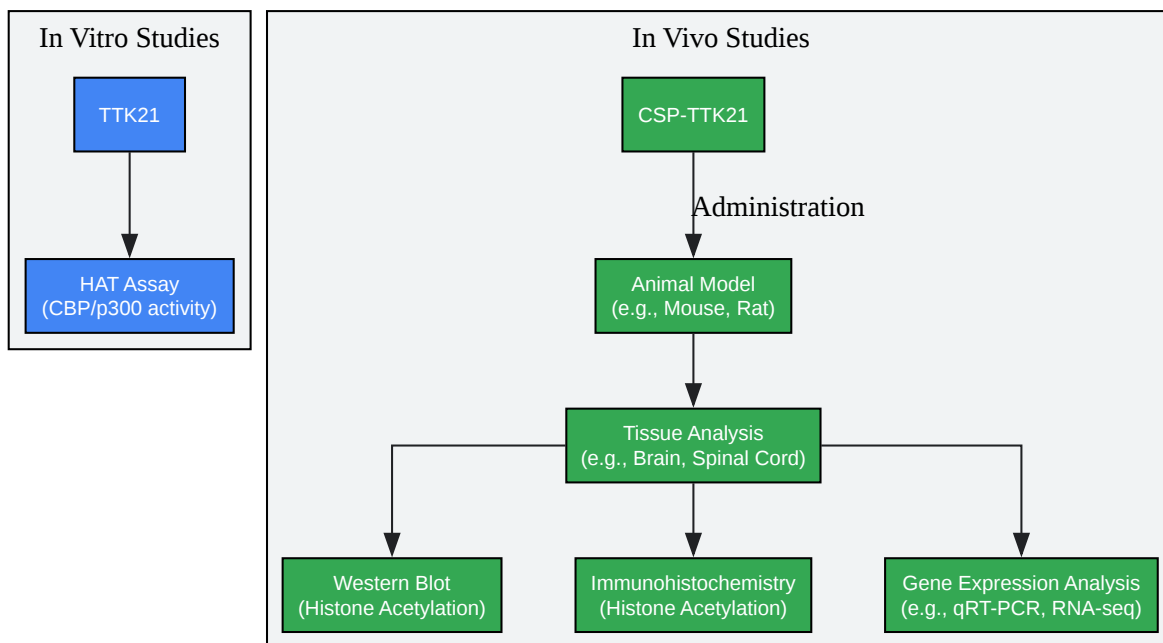 In Vitro Studies
TTK21
HAT Assay
(CBP/p300 activity)
In Vivo Studies
CSP-TTK21
Administration
Animal Model
(e.g., Mouse, Rat)
Tissue Analysis
(e.g., Brain, Spinal Cord)
Western Blot
(Histone Acetylation)
Immunohistochemistry
(Histone Acetylation)
Gene Expression Analysis
(e.g., qRT-PCR, RNA-seq)